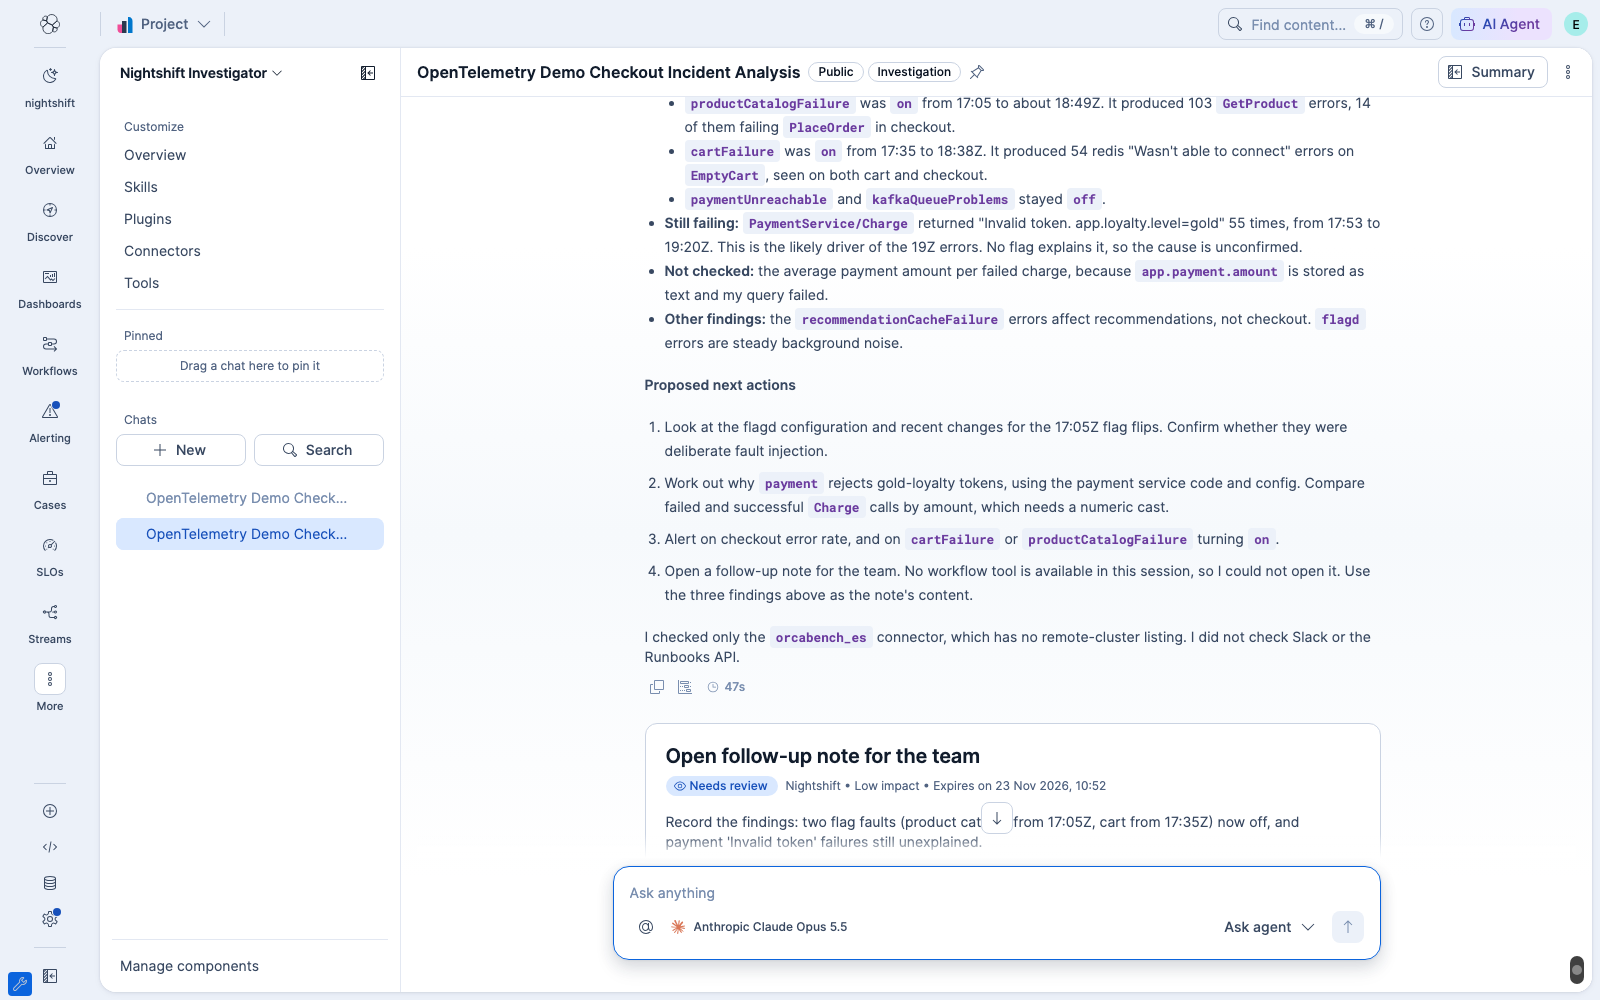 Project
Find content...
⌘ /
AI Agent
E
nightshift
Overview
Discover
Dashboards
Workflows
Alerting
Cases
SLOs
Streams
More
Nightshift Investigator
Customize
Overview
Skills
Plugins
Connectors
Tools
Pinned
Drag a chat here to pin it
Chats
New
Search
OpenTelemetry Demo Check...
OpenTelemetry Demo Check...
Manage components
OpenTelemetry Demo Checkout Incident Analysis
Public
Investigation
Summary
• productCatalogFailure was on from 17:05 to about 18:49Z. It produced 103 GetProduct errors, 14
of them failing PlaceOrder in checkout.
• cartFailure was on from 17:35 to 18:38Z. It produced 54 redis "Wasn't able to connect" errors on
EmptyCart , seen on both cart and checkout.
• paymentUnreachable and kafkaQueueProblems stayed off .
• Still failing: PaymentService/Charge returned "Invalid token. app.loyalty.level=gold" 55 times, from 17:53 to
19:20Z. This is the likely driver of the 19Z errors. No flag explains it, so the cause is unconfirmed.
• Not checked: the average payment amount per failed charge, because app.payment.amount is stored as
text and my query failed.
• Other findings: the recommendationCacheFailure errors affect recommendations, not checkout. flagd
errors are steady background noise.
Proposed next actions
1. Look at the flagd configuration and recent changes for the 17:05Z flag flips. Confirm whether they were
deliberate fault injection.
2. Work out why payment rejects gold-loyalty tokens, using the payment service code and config. Compare
failed and successful Charge calls by amount, which needs a numeric cast.
3. Alert on checkout error rate, and on cartFailure or productCatalogFailure turning on .
4. Open a follow-up note for the team. No workflow tool is available in this session, so I could not open it. Use
the three findings above as the note's content.
I checked only the orcabench_es connector, which has no remote-cluster listing. I did not check Slack or the
Runbooks API.
47s
Open follow-up note for the team
Needs review Nightshift • Low impact • Expires on 23 Nov 2026, 10:52
Record the findings: two flag faults (product cat from 17:05Z, cart from 17:35Z) now off, and
payment 'Invalid token' failures still unexplained.
Ask anything
@ Anthropic Claude Opus 5.5
Ask agent